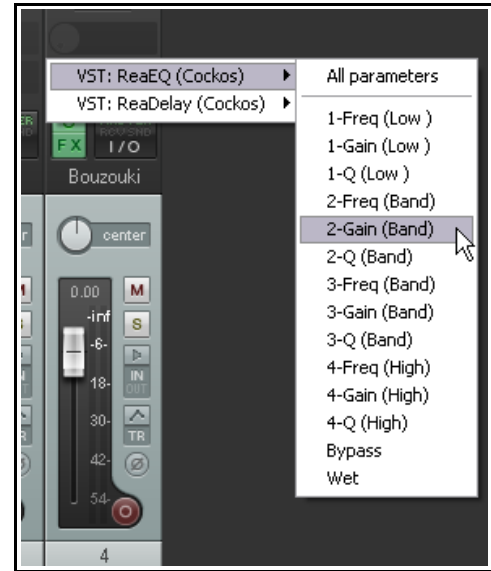 VST: ReaEQ (Cockos)
VST: ReaDelay (Cockos)
All parameters
1-Freq (Low )
1-Gain (Low )
1-Q (Low )
2-Freq (Band)
2-Gain (Band)
2-Q (Band)
3-Freq (Band)
3-Gain (Band)
3-Q (Band)
4-Freq (High)
4-Gain (High)
4-Q (High)
Bypass
Wet
FX
I/O
Bouzouki
center
0.00
M
-inf
S
-6-
18-
IN
OUT
30-
TR
42-
54-
4